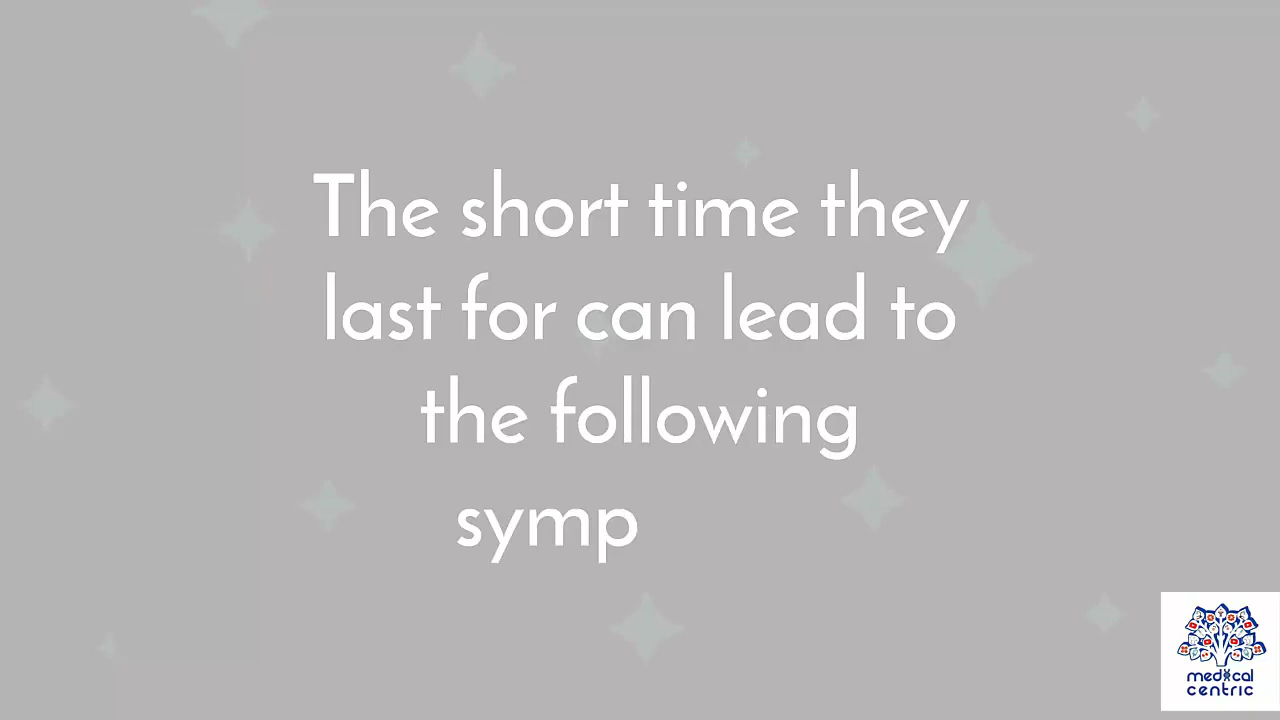 The short time they
last for can lead to
the following
symp
medical
centric